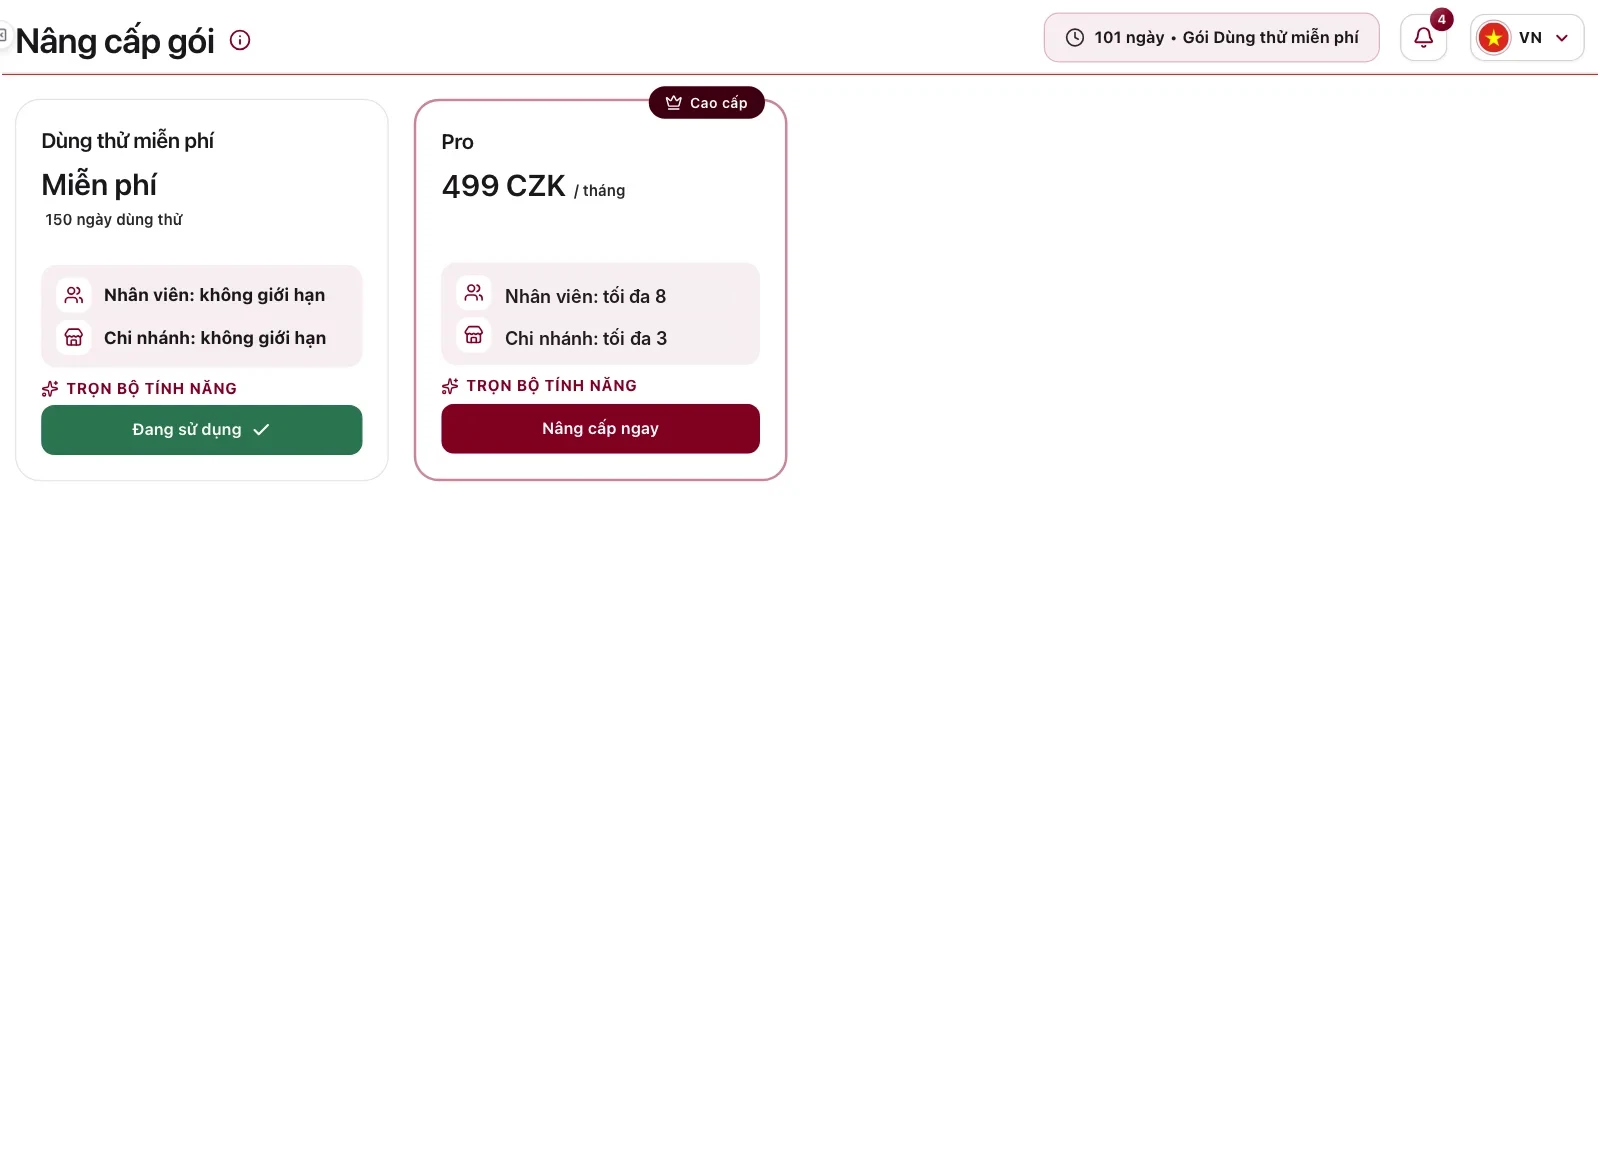 Nâng cấp gói
101 ngày • Gói Dùng thử miễn phí
4
VN
Dùng thử miễn phí
Miễn phí
150 ngày dùng thử
Nhân viên: không giới hạn
Chi nhánh: không giới hạn
TRỌN BỘ TÍNH NĂNG
Đang sử dụng
Cao cấp
Pro
499 CZK / tháng
Nhân viên: tối đa 8
Chi nhánh: tối đa 3
TRỌN BỘ TÍNH NĂNG
Nâng cấp ngay